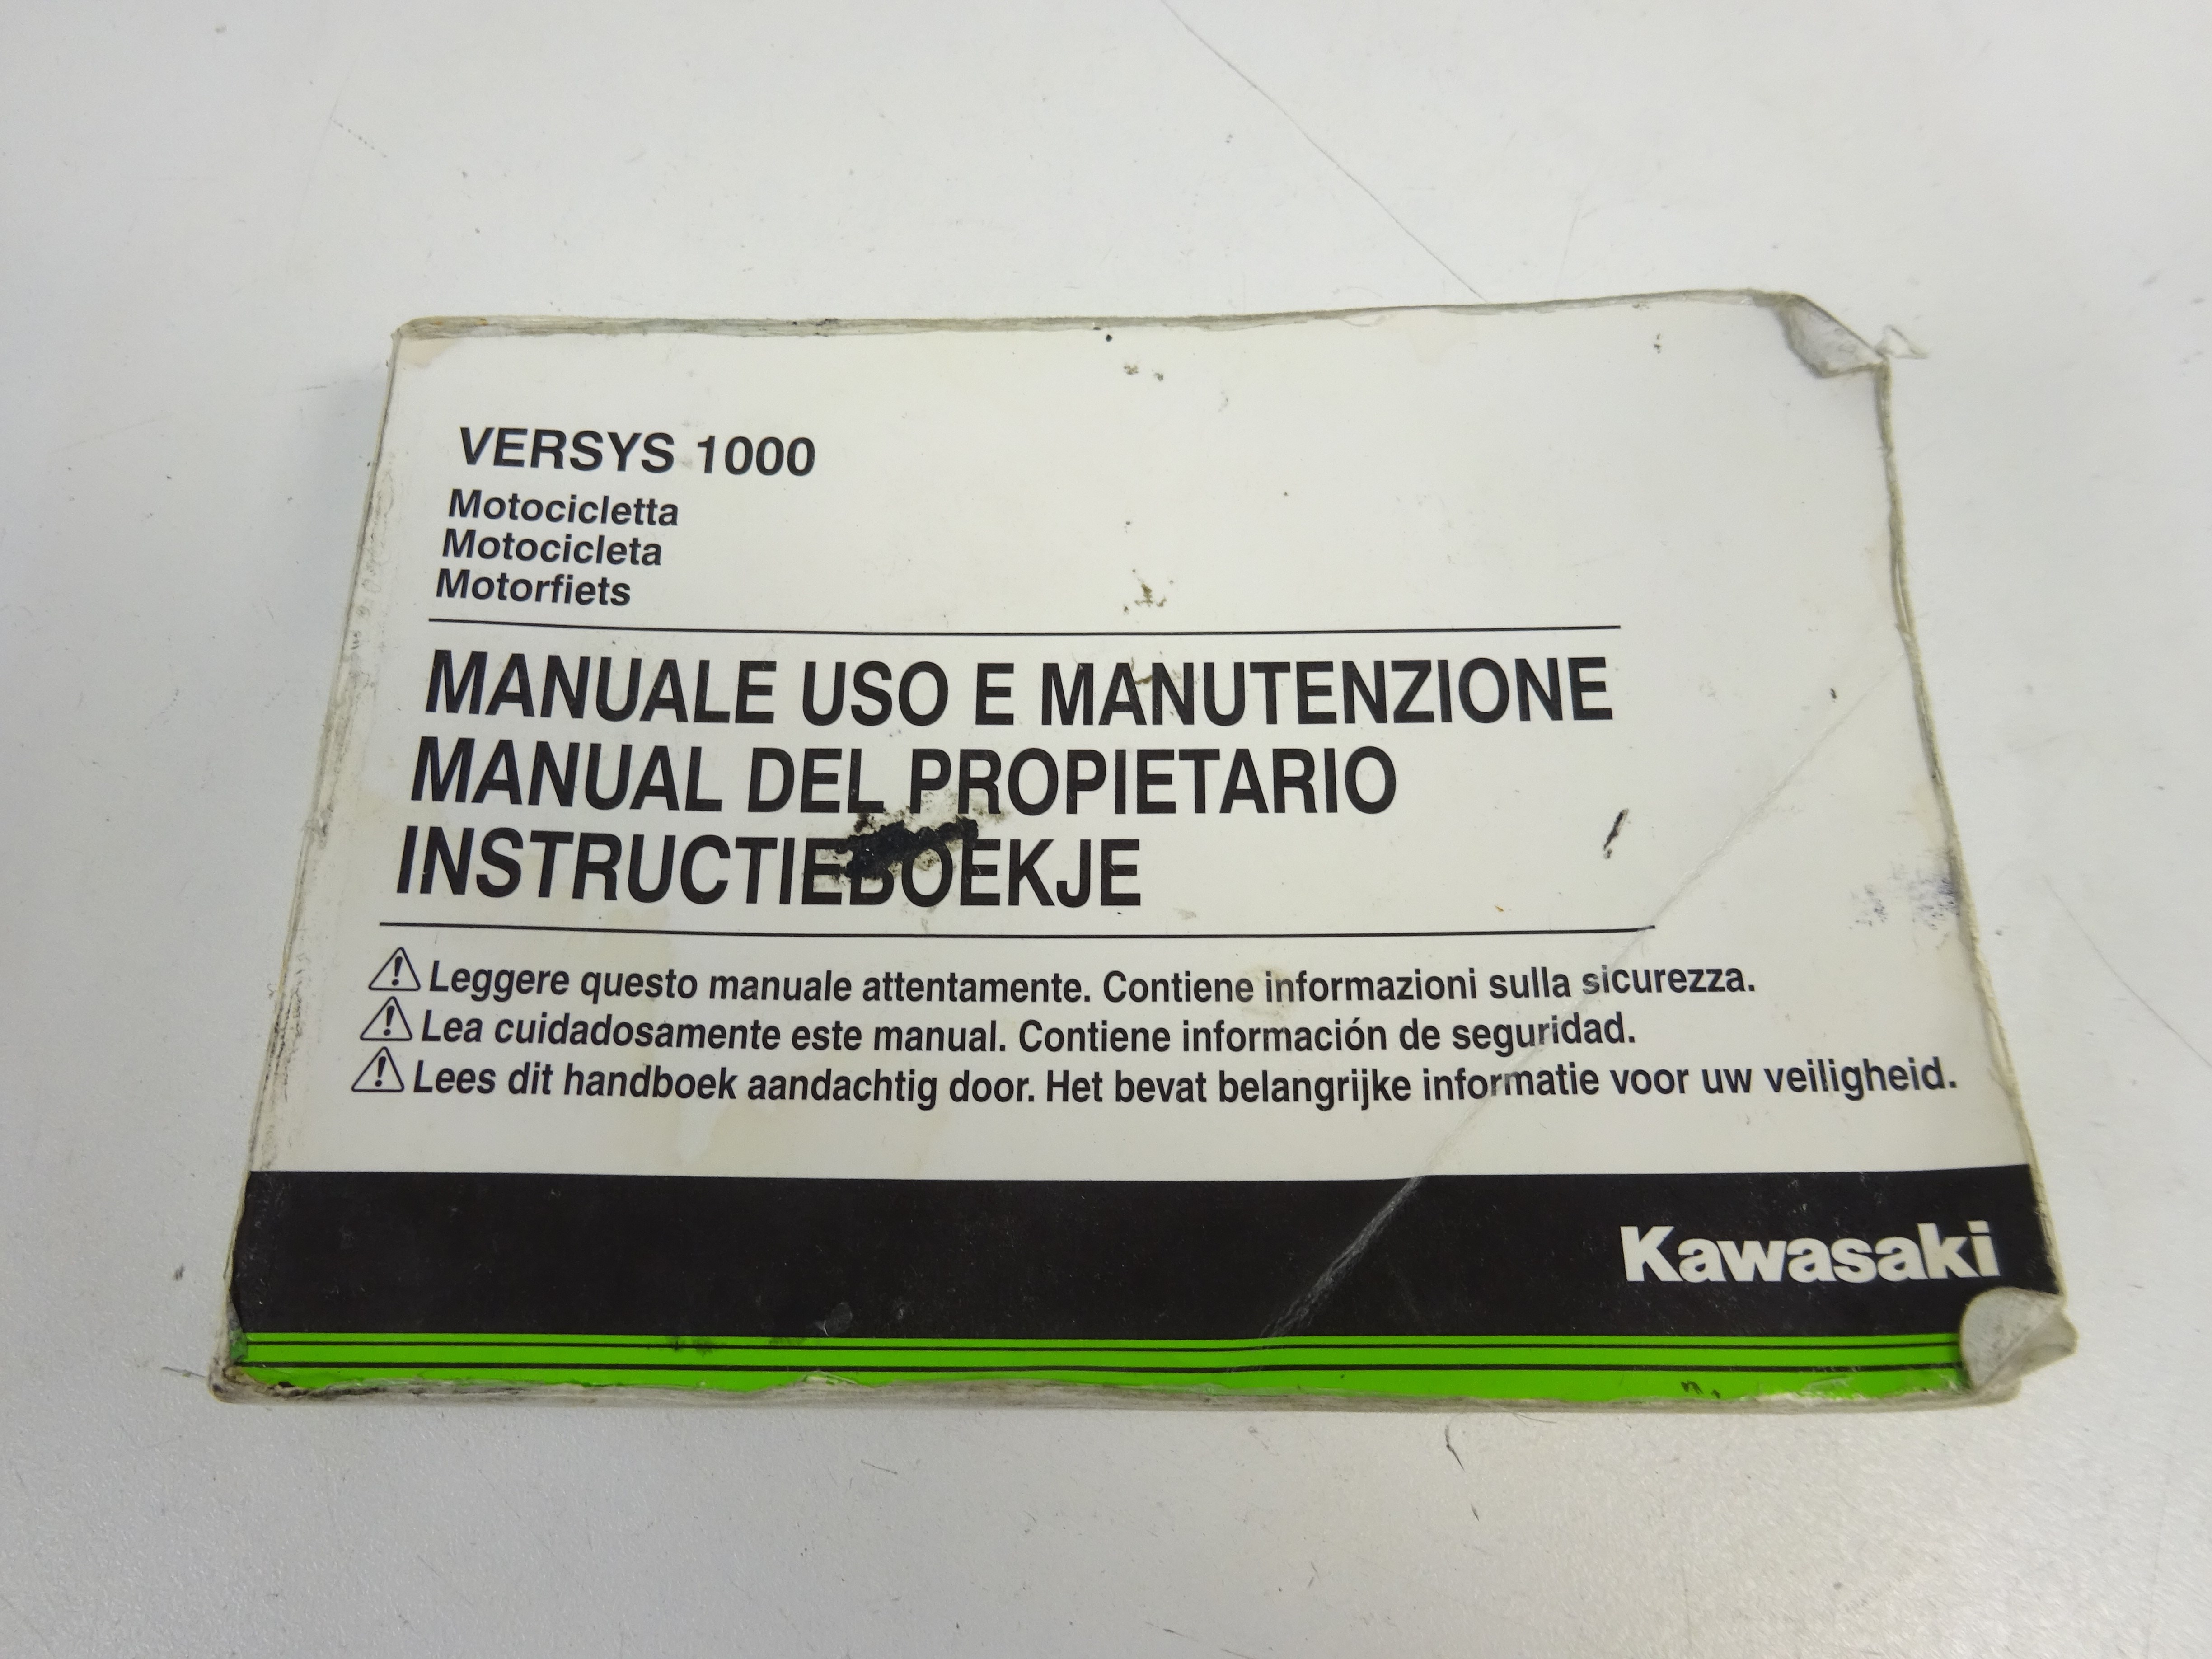 VERSYS 1000
Motocicletta
Motocicleta
Motorfiets
MANUALE USO E MANUTENZIONE
MANUAL DEL PROPIETARIO
INSTRUCTIEBOEKJE
Leggere questo manuale attentamente. Contiene informazioni sulla sicurezza.
Lea cuidadosamente este manual. Contiene información de seguridad.
Lees dit handboek aandachtig door. Het bevat belangrijke informatie voor uw veiligheid.
Kawasaki